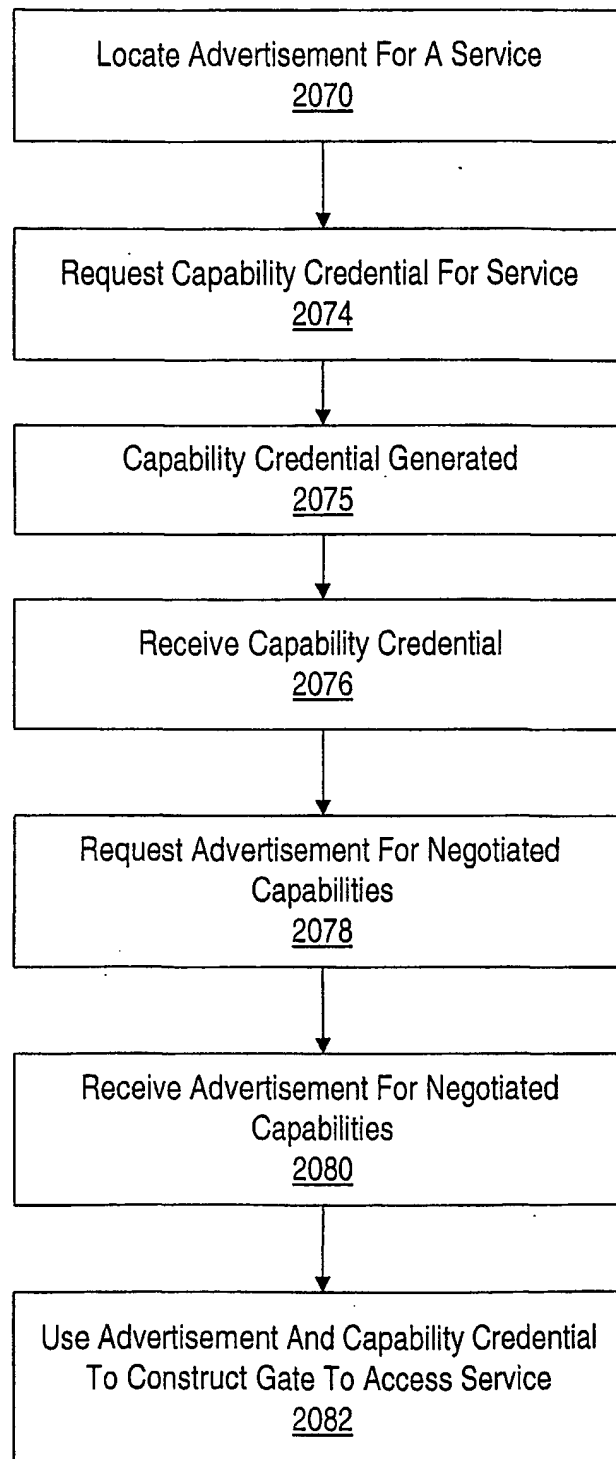 Locate Advertisement For A Service
2070
Request Capability Credential For Service
2074
Capability Credential Generated
2075
Receive Capability Credential
2076
Request Advertisement For Negotiated
Capabilities
2078
Receive Advertisement For Negotiated
Capabilities
2080
Use Advertisement And Capability Credential
To Construct Gate To Access Service
2082